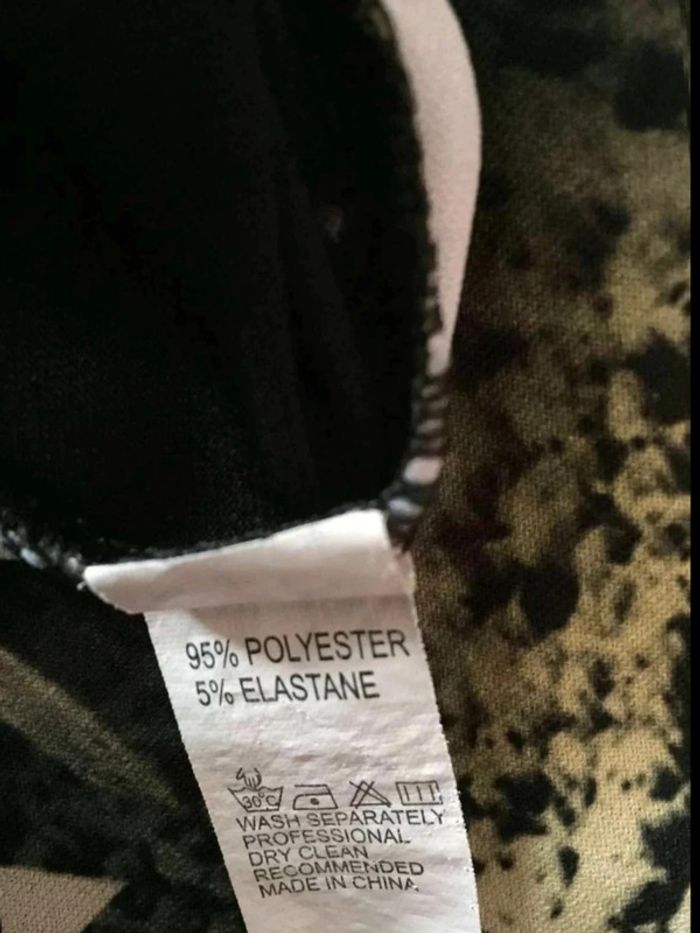 95% POLYESTER
5% ELASTANE
30°C
WASH SEPARATELY
PROFESSIONAL
DRY CLEAN
RECOMMENDED
MADE IN CHINA